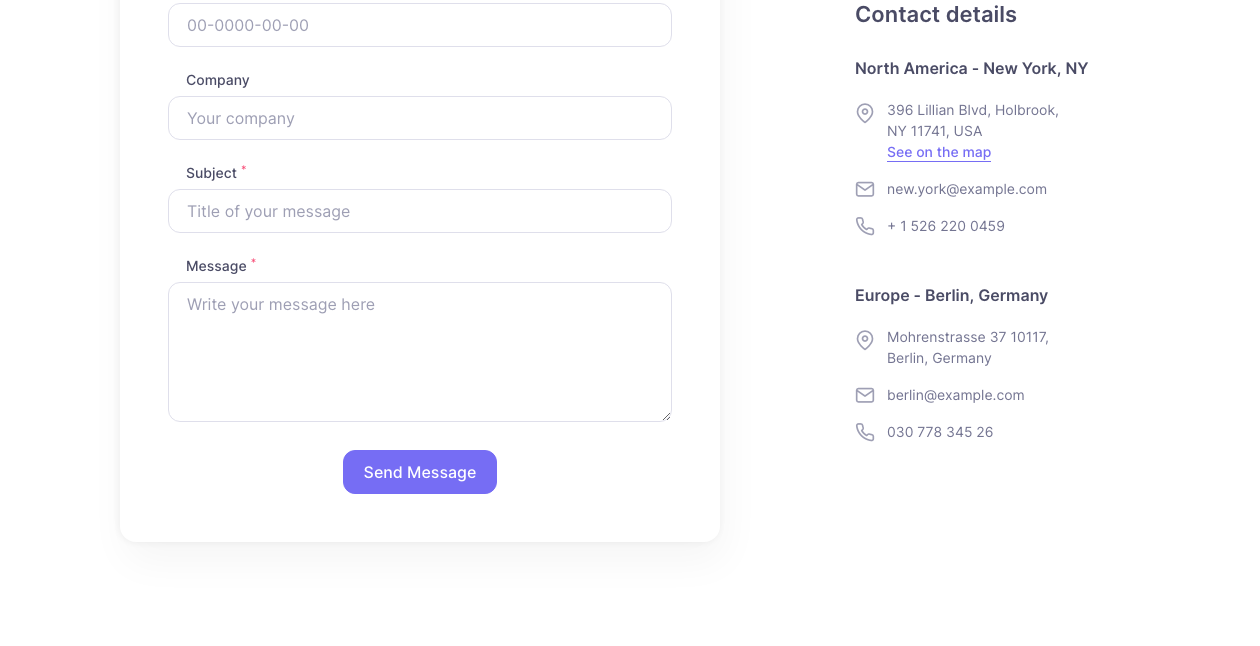 00-0000-00-00
Company
Your company
Subject *
Title of your message
Message *
Write your message here
Send Message
Contact details
North America - New York, NY
396 Lillian Blvd, Holbrook,
NY 11741, USA
See on the map
new.york@example.com
+ 1 526 220 0459
Europe - Berlin, Germany
Mohrenstrasse 37 10117,
Berlin, Germany
berlin@example.com
030 778 345 26